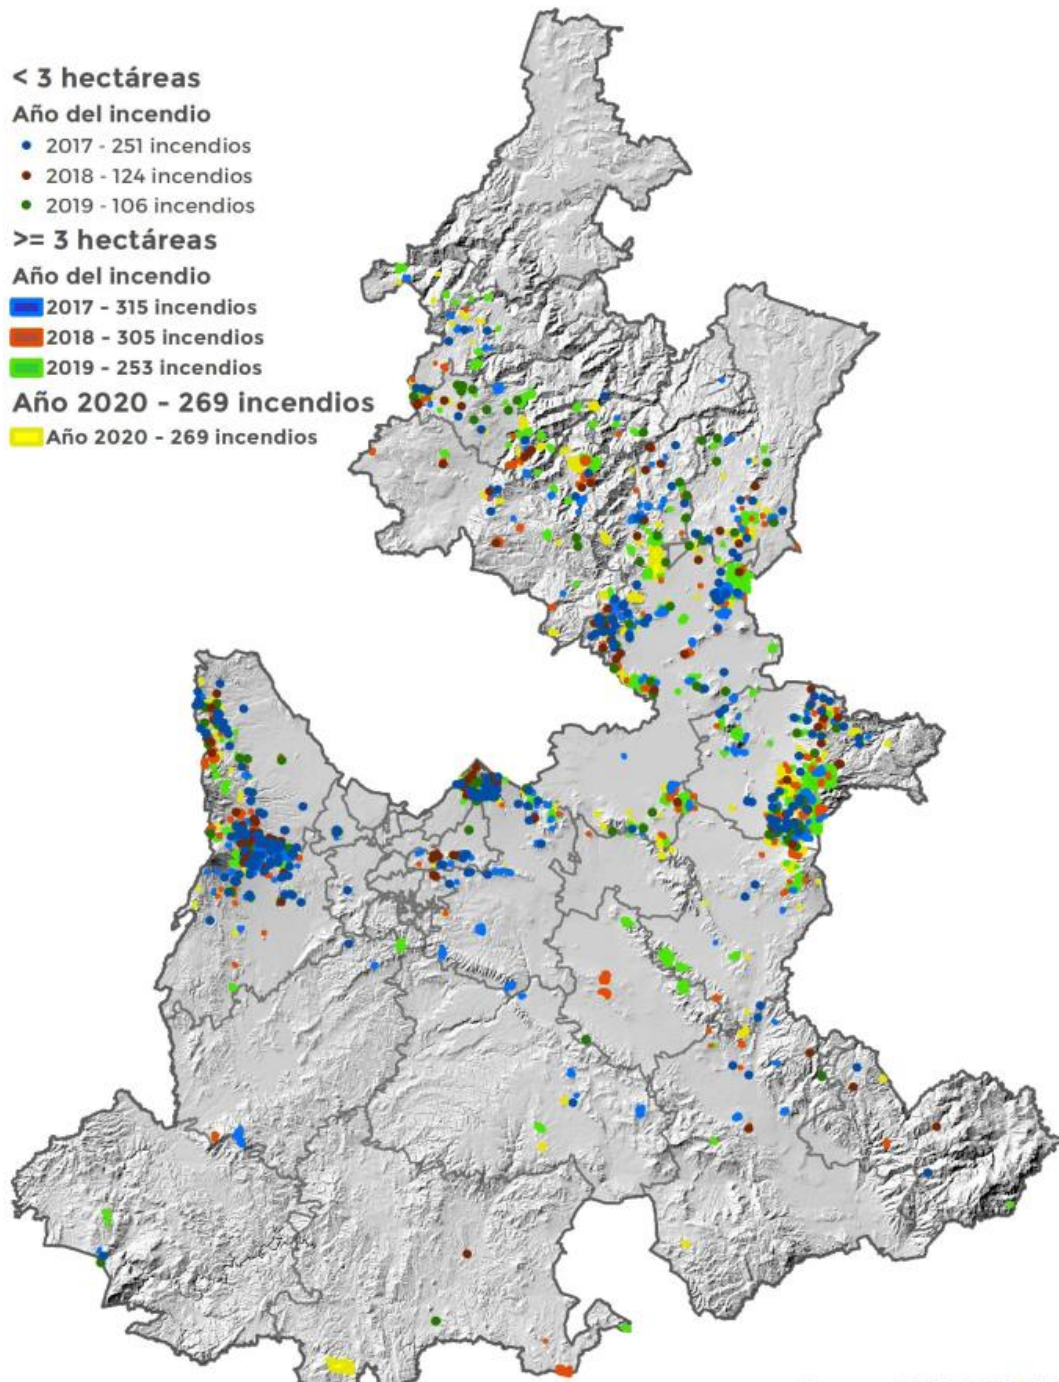 < 3 hectáreas
Año del incendio
2017 - 251 incendios
2018 - 124 incendios
2019 - 106 incendios
>= 3 hectáreas
Año del incendio
2017 - 315 incendios
2018 - 305 incendios
2019 - 253 incendios
Año 2020 - 269 incendios
Año 2020 - 269 incendios